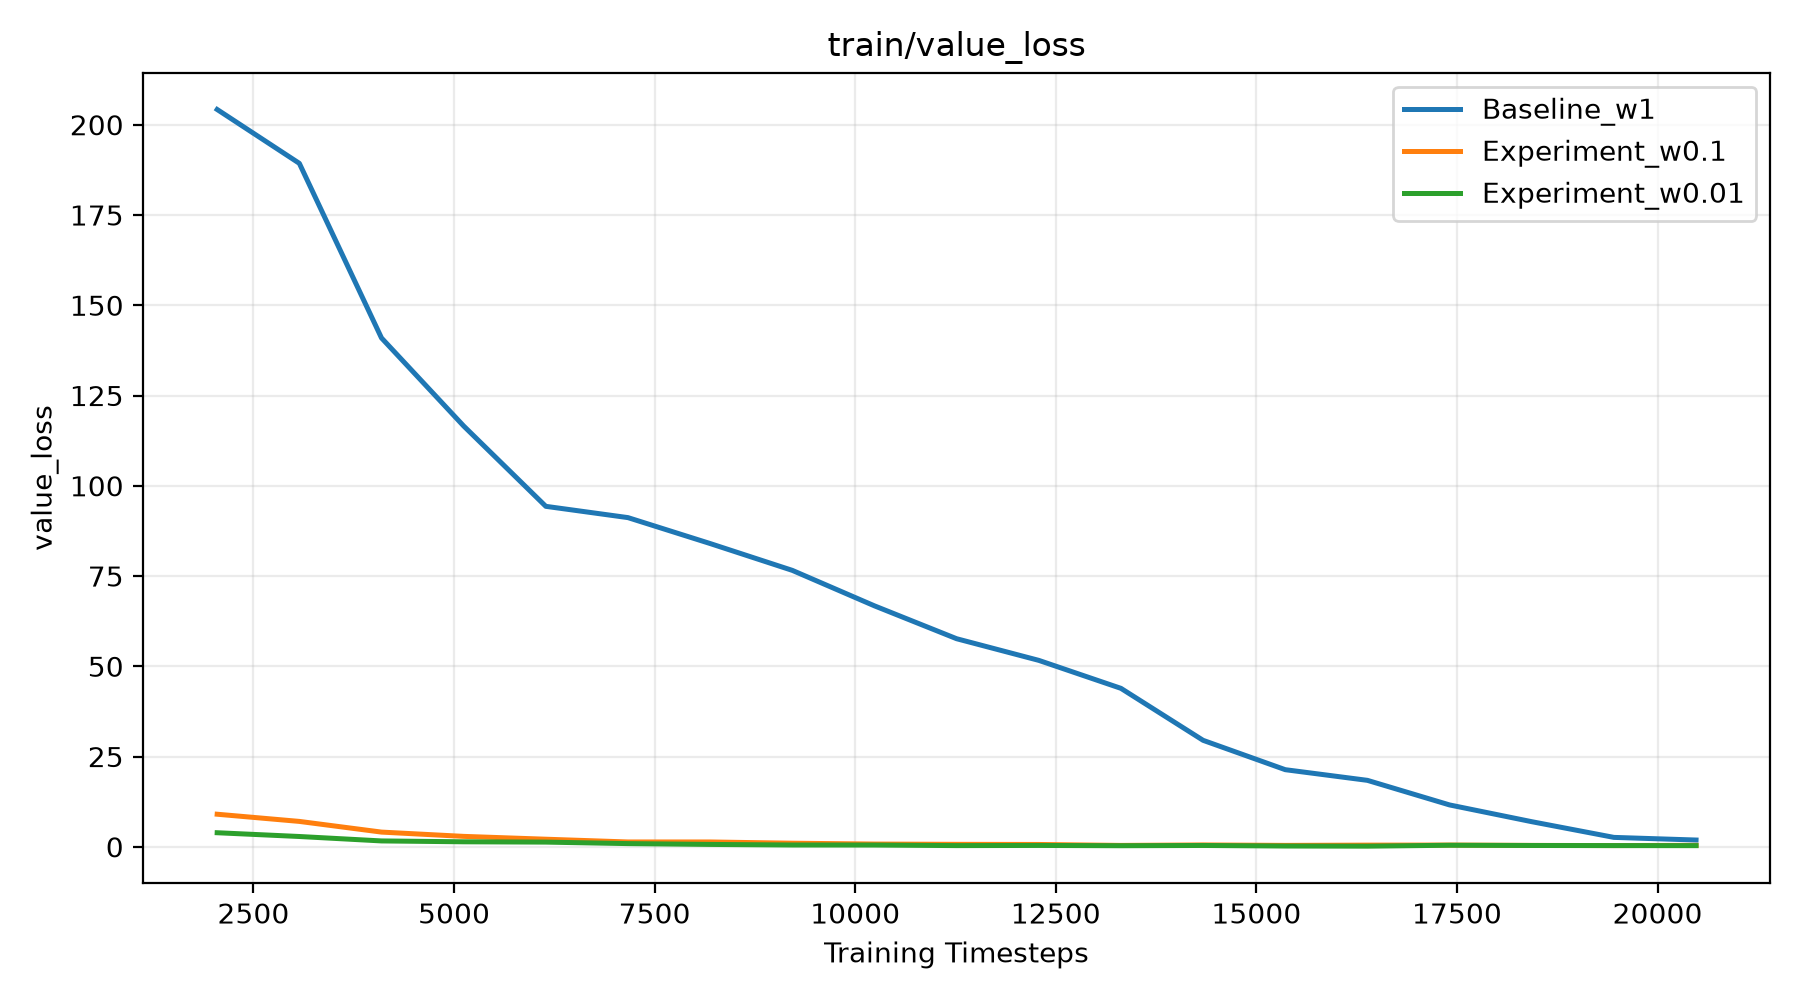 train/value_loss
Baseline_w1
Experiment_w0.1
Experiment_w0.01
200
175
150
125
100
75
50
25
0
value_loss
2500 5000 7500 10000 12500 15000 17500 20000
Training Timesteps